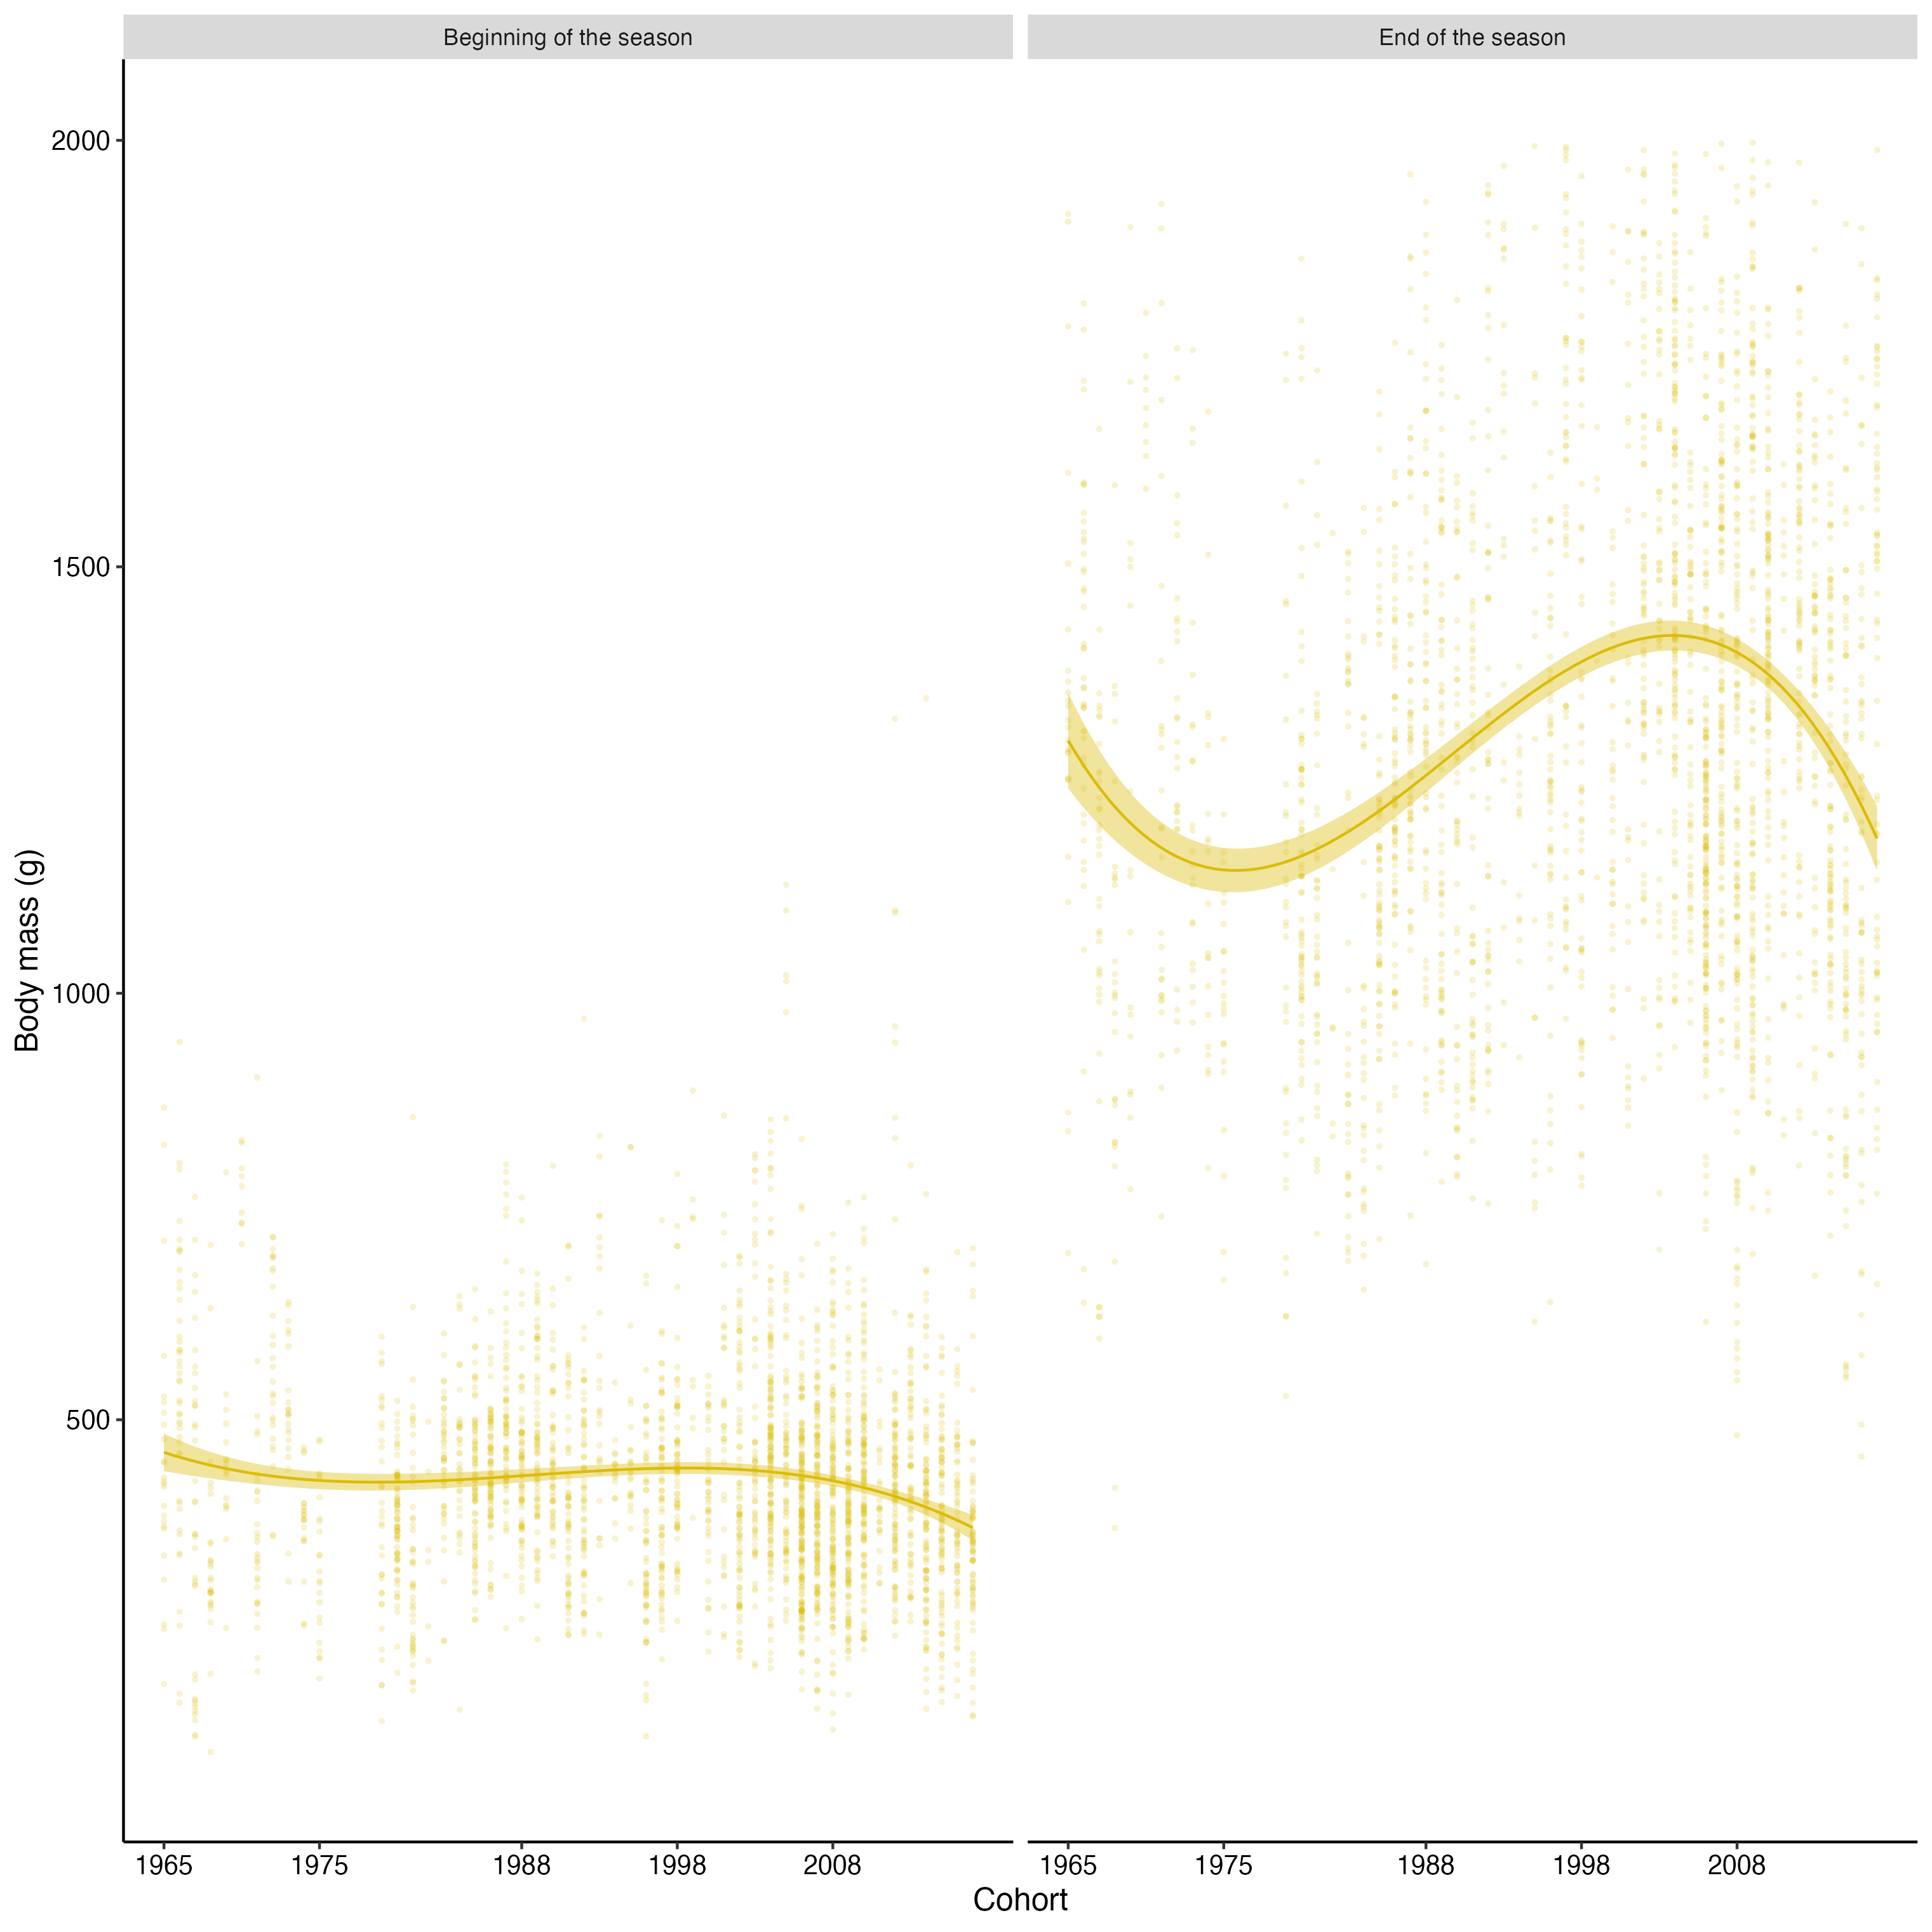 Beginning of the season
End of the season
2000
1500
1000
500
Body mass (g)
1965 1975 1988 1998 2008
1965 1975 1988 1998 2008
Cohort